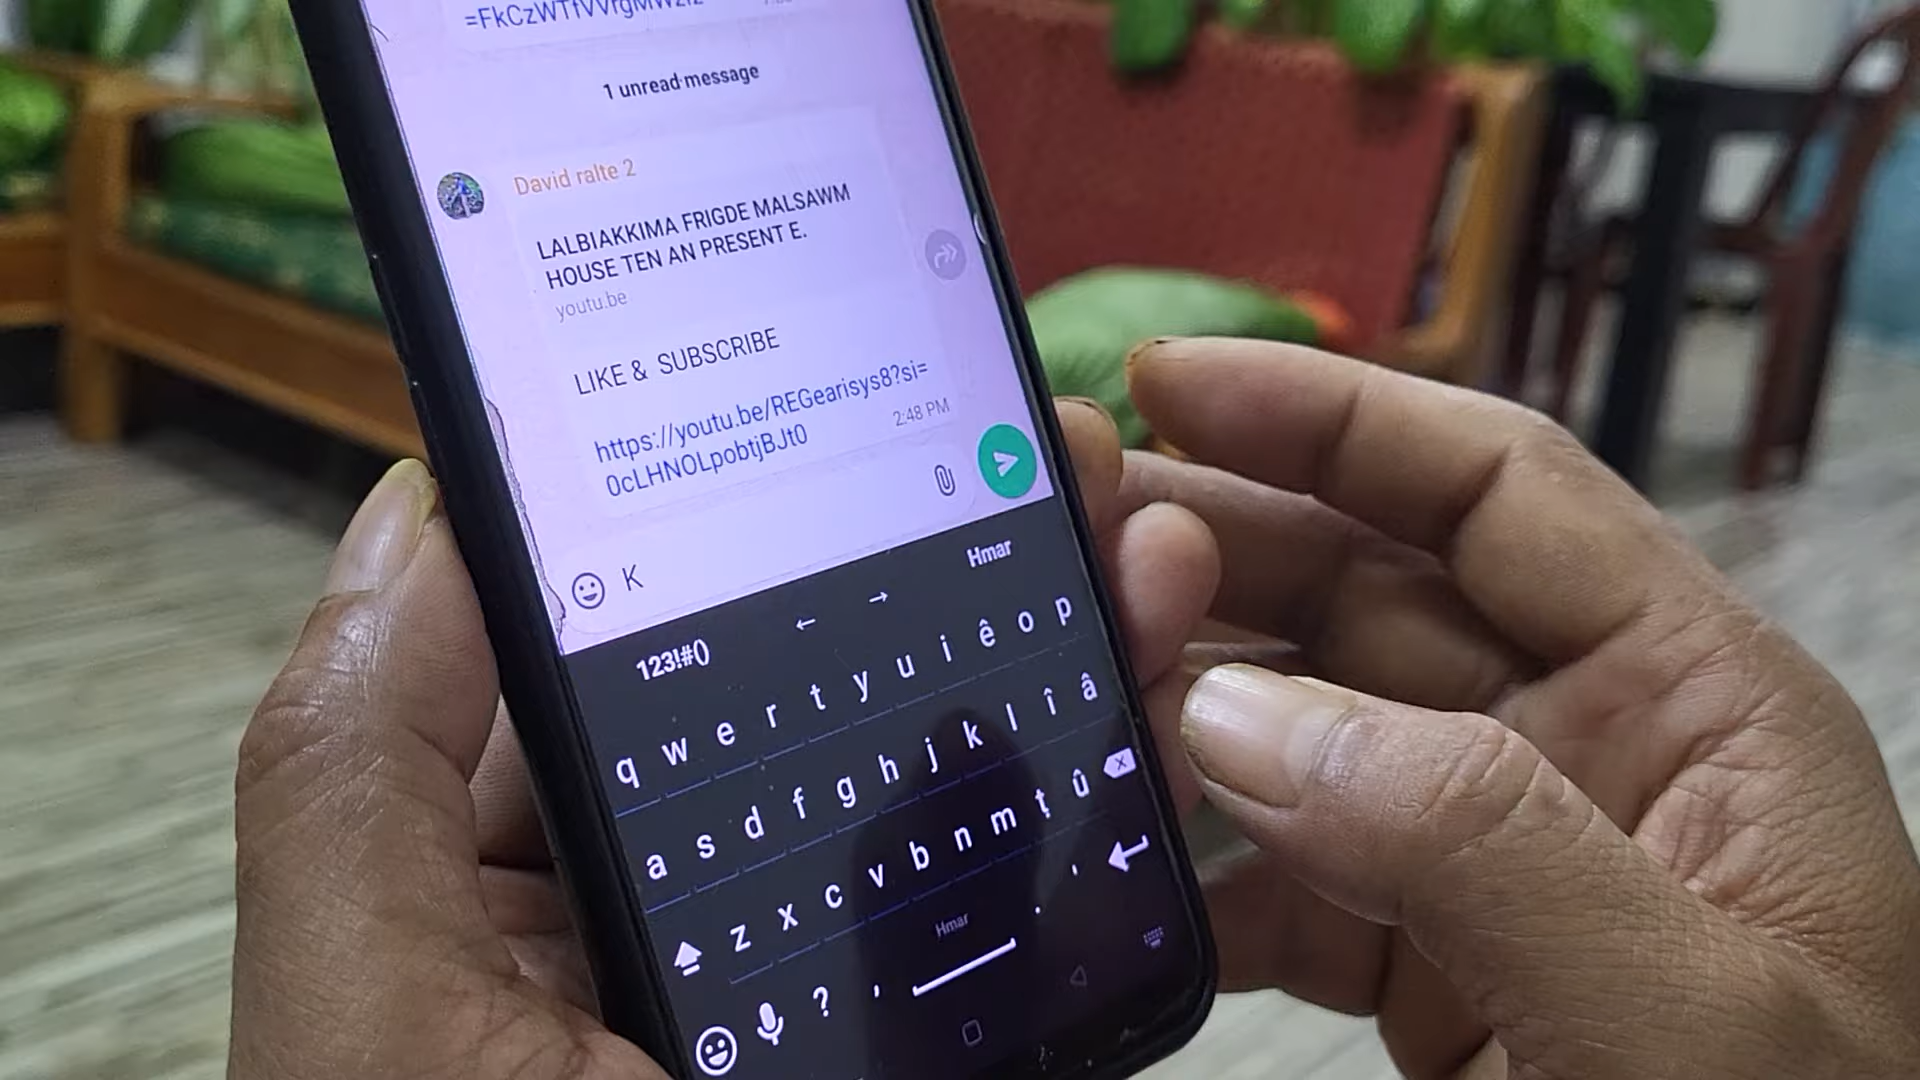 1 unread message
David ralte 2
LALBIAKKIMA FRIGDE MALSAWM
HOUSE TEN AN PRESENT E.
youtu.be
LIKE & SUBSCRIBE
https://youtu.be/REGearisys8?si=
0cLHNOLpobtjBJt0
2:48 PM
K
Hmar
123!#()
← →
q w e r t y u i ê o p
a s d f g h j k l î â
z x c v b n m ṭ û
? ' Hmar . '